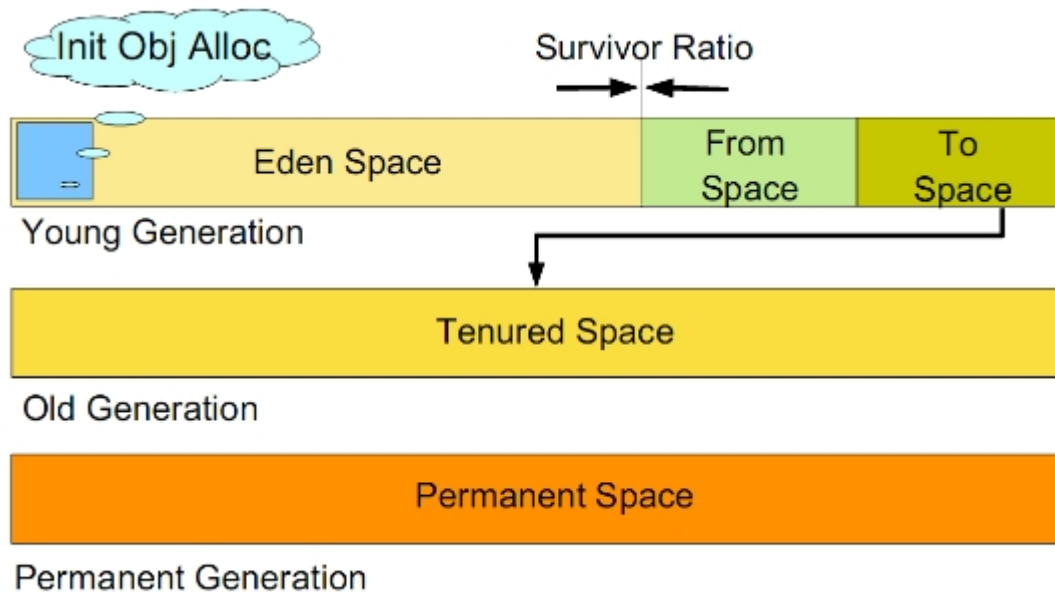 Init Obj Alloc
Survivor Ratio
Eden Space
From
Space
To
Space
Young Generation
Tenured Space
Old Generation
Permanent Space
Permanent Generation